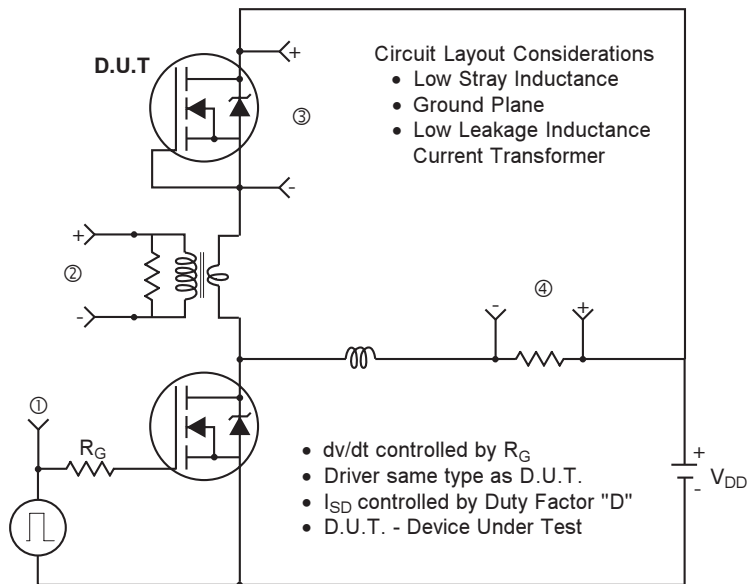 D.U.T
+
-
③
Circuit Layout Considerations
• Low Stray Inductance
• Ground Plane
• Low Leakage Inductance
Current Transformer
+
②
-
-
④
+
①
R_G
• dv/dt controlled by R_G
• Driver same type as D.U.T.
• I_SD controlled by Duty Factor "D"
• D.U.T. - Device Under Test
+
-
V_DD